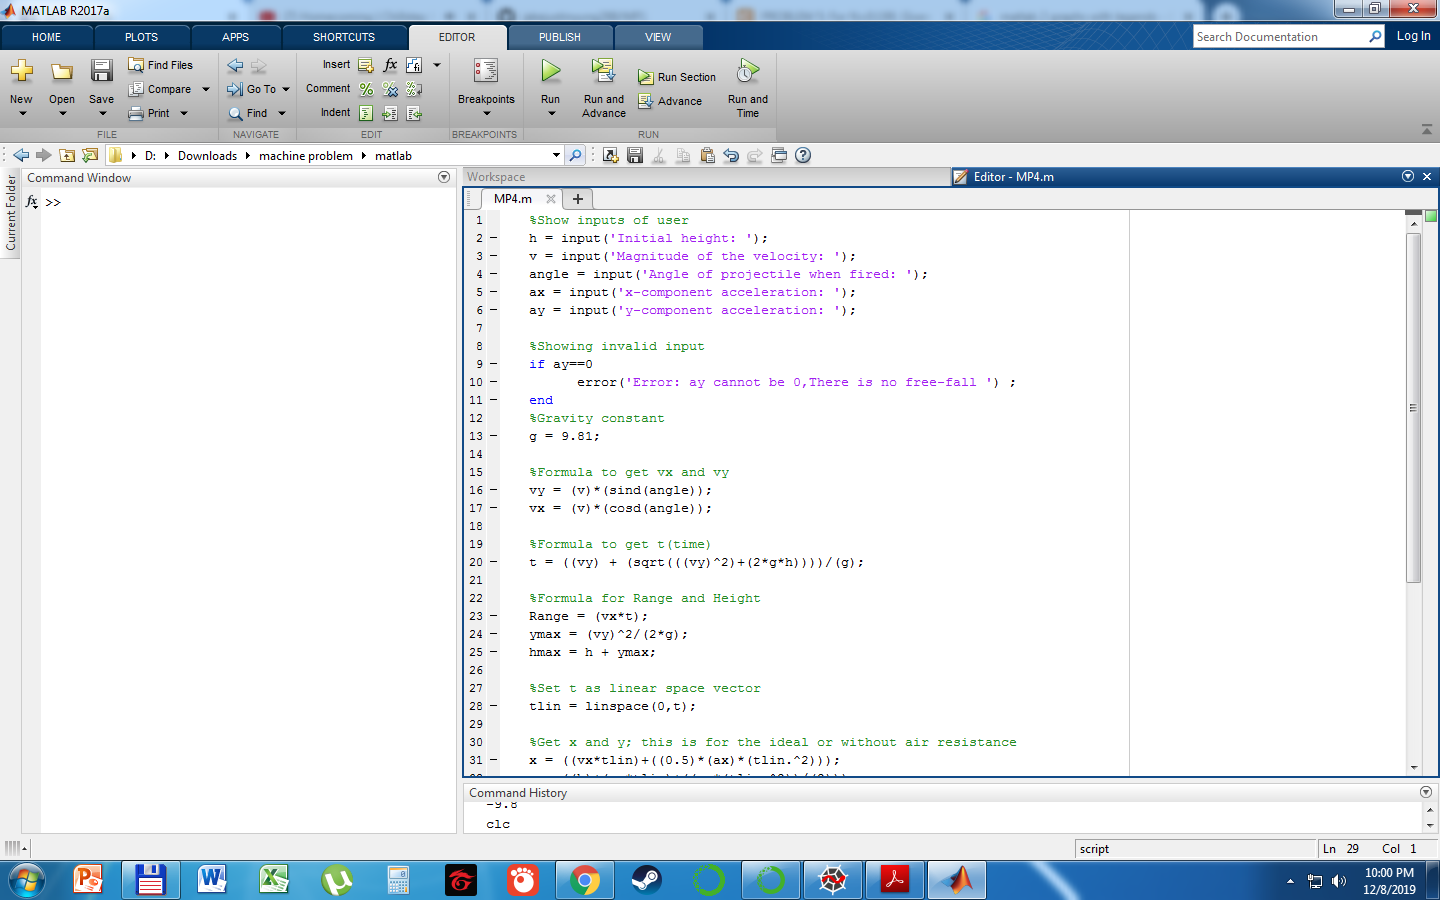 MATLAB R2017a
HOME PLOTS APPS SHORTCUTS EDITOR PUBLISH VIEW
Search Documentation
Log In
New Open Save
Find Files
Compare
Print
Go To
Find
Insert fx
Comment
Indent
Breakpoints
Run
Run and Advance
Run Section
Advance
Run and Time
FILE NAVIGATE EDIT BREAKPOINTS RUN
D: Downloads machine problem matlab
Current Folder
Command Window
fx >>
Workspace
Editor - MP4.m
MP4.m
1 %Show inputs of user
2 h = input('Initial height: ');
3 v = input('Magnitude of the velocity: ');
4 angle = input('Angle of projectile when fired: ');
5 ax = input('x-component acceleration: ');
6 ay = input('y-component acceleration: ');
7
8 %Showing invalid input
9 if ay==0
10 error('Error: ay cannot be 0,There is no free-fall ') ;
11 end
12 %Gravity constant
13 g = 9.81;
14
15 %Formula to get vx and vy
16 vy = (v)*(sind(angle));
17 vx = (v)*(cosd(angle));
18
19 %Formula to get t(time)
20 t = ((vy) + (sqrt(((vy)^2)+(2*g*h))))/(g);
21
22 %Formula for Range and Height
23 Range = (vx*t);
24 ymax = (vy)^2/(2*g);
25 hmax = h + ymax;
26
27 %Set t as linear space vector
28 tlin = linspace(0,t);
29
30 %Get x and y; this is for the ideal or without air resistance
31 x = ((vx*tlin)+((0.5)*(ax)*(tlin.^2)));
Command History
-9.8
clc
script
Ln 29 Col 1
10:00 PM
12/8/2019